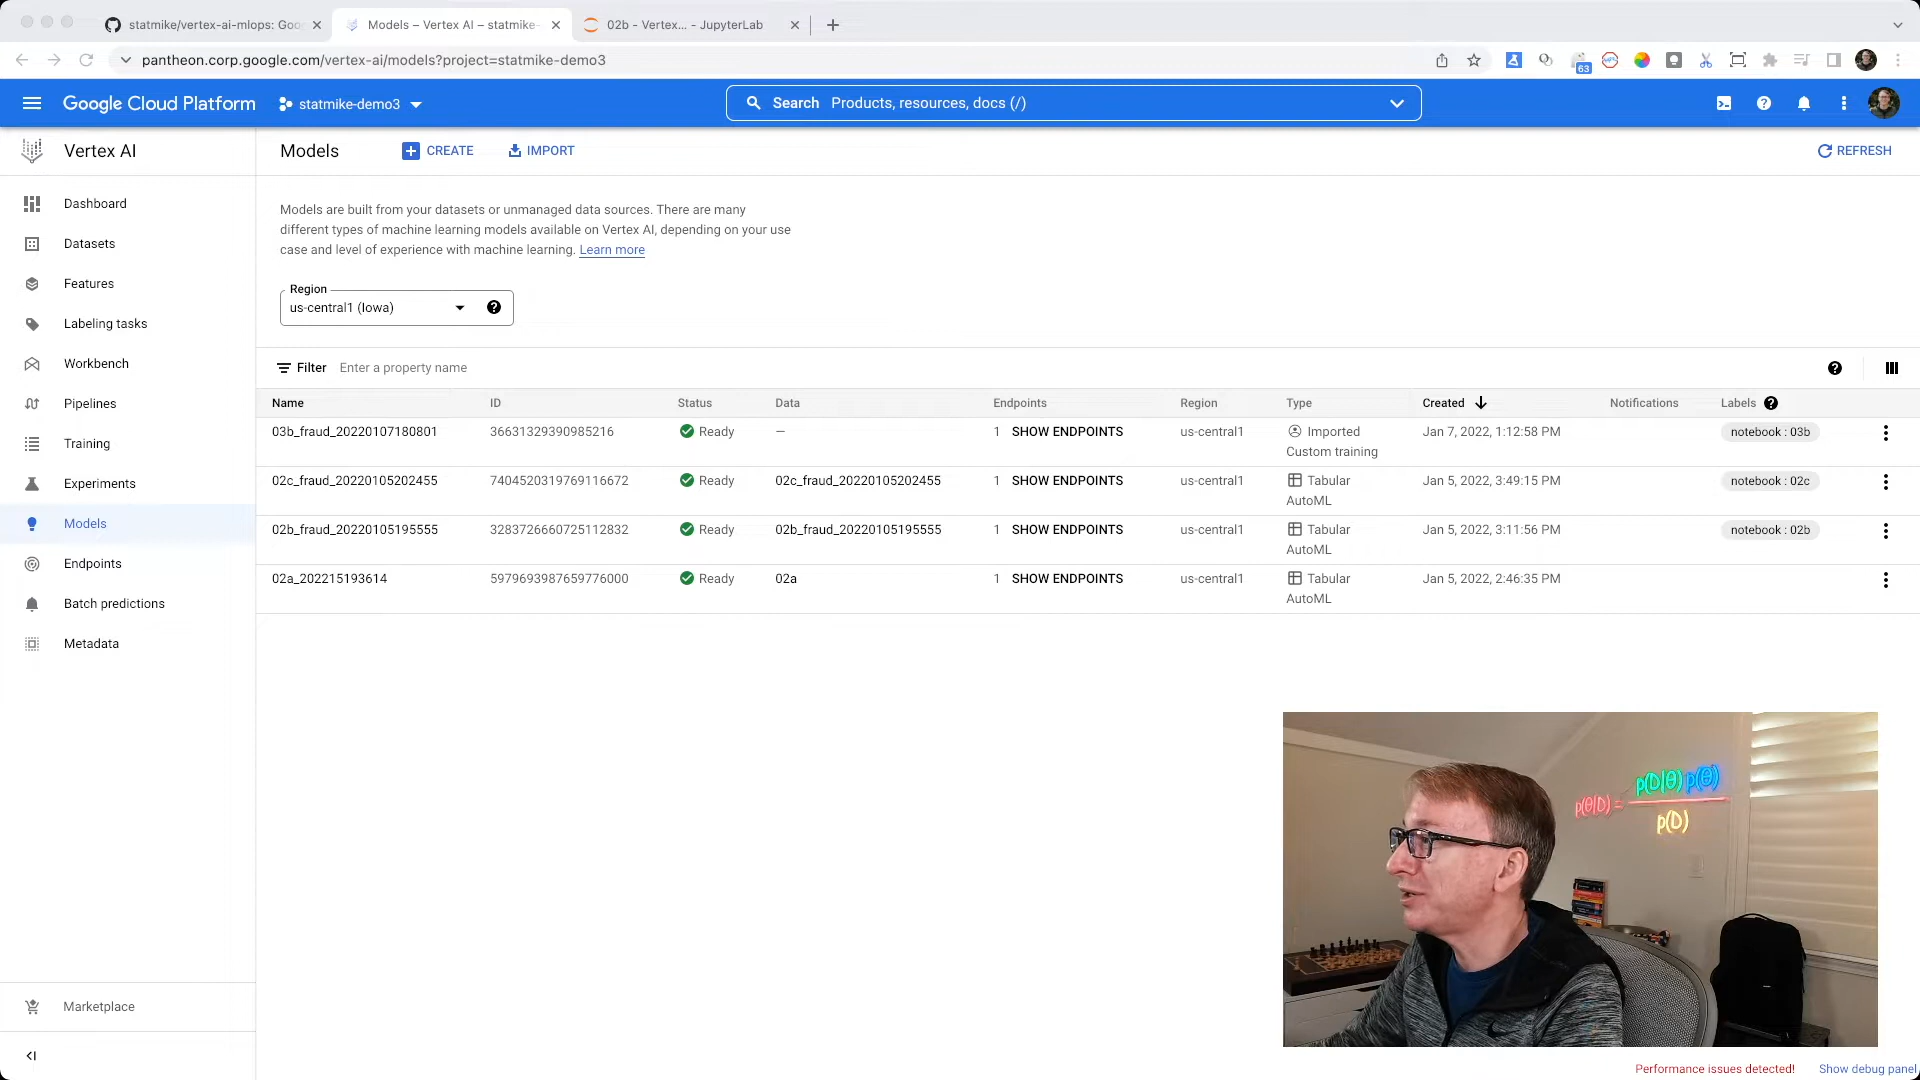 statmike/vertex-ai-mlops: Goo
Models – Vertex AI – statmike-
02b - Vertex... - JupyterLab
pantheon.corp.google.com/vertex-ai/models?project=statmike-demo3
63
Google Cloud Platform
statmike-demo3
Search Products, resources, docs (/)
Vertex AI
Models
CREATE
IMPORT
REFRESH
Dashboard
Datasets
Features
Labeling tasks
Workbench
Pipelines
Training
Experiments
Models
Endpoints
Batch predictions
Metadata
Marketplace
Models are built from your datasets or unmanaged data sources. There are many
different types of machine learning models available on Vertex AI, depending on your use
case and level of experience with machine learning. Learn more
Region
us-central1 (Iowa)
Filter Enter a property name
Name ID Status Data Endpoints Region Type Created Notifications Labels
03b_fraud_20220107180801 36631329390985216 Ready — 1 SHOW ENDPOINTS us-central1 Imported Jan 7, 2022, 1:12:58 PM notebook : 03b
Custom training
02c_fraud_20220105202455 7404520319769116672 Ready 02c_fraud_20220105202455 1 SHOW ENDPOINTS us-central1 Tabular Jan 5, 2022, 3:49:15 PM notebook : 02c
AutoML
02b_fraud_20220105195555 3283726660725112832 Ready 02b_fraud_20220105195555 1 SHOW ENDPOINTS us-central1 Tabular Jan 5, 2022, 3:11:56 PM notebook : 02b
AutoML
02a_202215193614 5979693987659776000 Ready 02a 1 SHOW ENDPOINTS us-central1 Tabular Jan 5, 2022, 2:46:35 PM
AutoML
p(θ|D) = p(D|θ) p(θ)
p(D)
Performance issues detected! Show debug panel